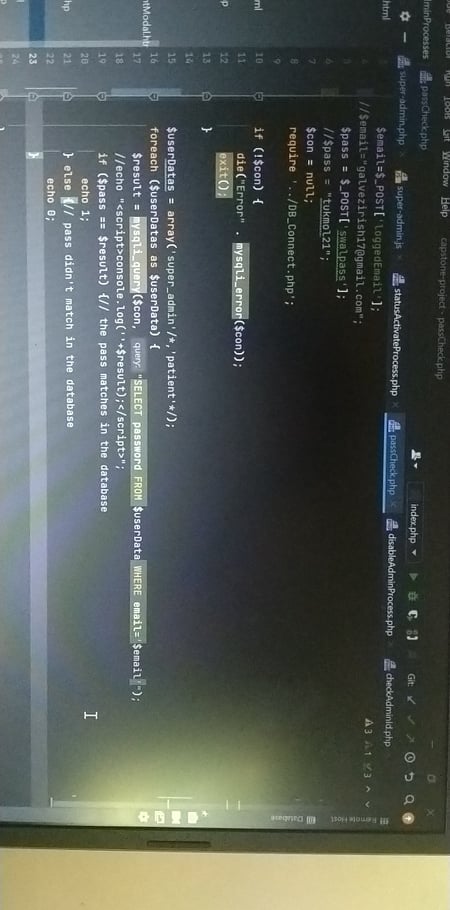 Refactor Run Tools Git Window Help capstone-project - passCheck.php
minProcesses passCheck.php
index.php Git:
super-admin.php super-admin.js statusActivateProcess.php passCheck.php disableAdminProcess.php checkAdminId.php
html
3 1 3
$email=$_POST['loggedEmail'];
//$email="galvezirish17@gmail.com";
5 $pass = $_POST['swalpass'];
6 //$pass = "tukmol21";
7 $con = null;
8 require '../DB_Connect.php';
9
10 if (!$con) {
11 die("Error" . mysqli_error($con));
12 exit();
13 }
14
15 $userDatas = array('super_admin'/*,'patient'*/);
16 foreach ($userDatas as $userData) {
17 $result = mysqli_query($con, query: "SELECT password FROM $userData WHERE email='$email'");
18 //echo "<script>console.log(''+$result);</script>";
19 if ($pass == $result) {// the pass matches in the database
20 echo 1;
21 } else {// pass didn't match in the database
22 echo 0;
23 }
24
}
ml
p
ntModal.htm
hp
Remote Host
Database